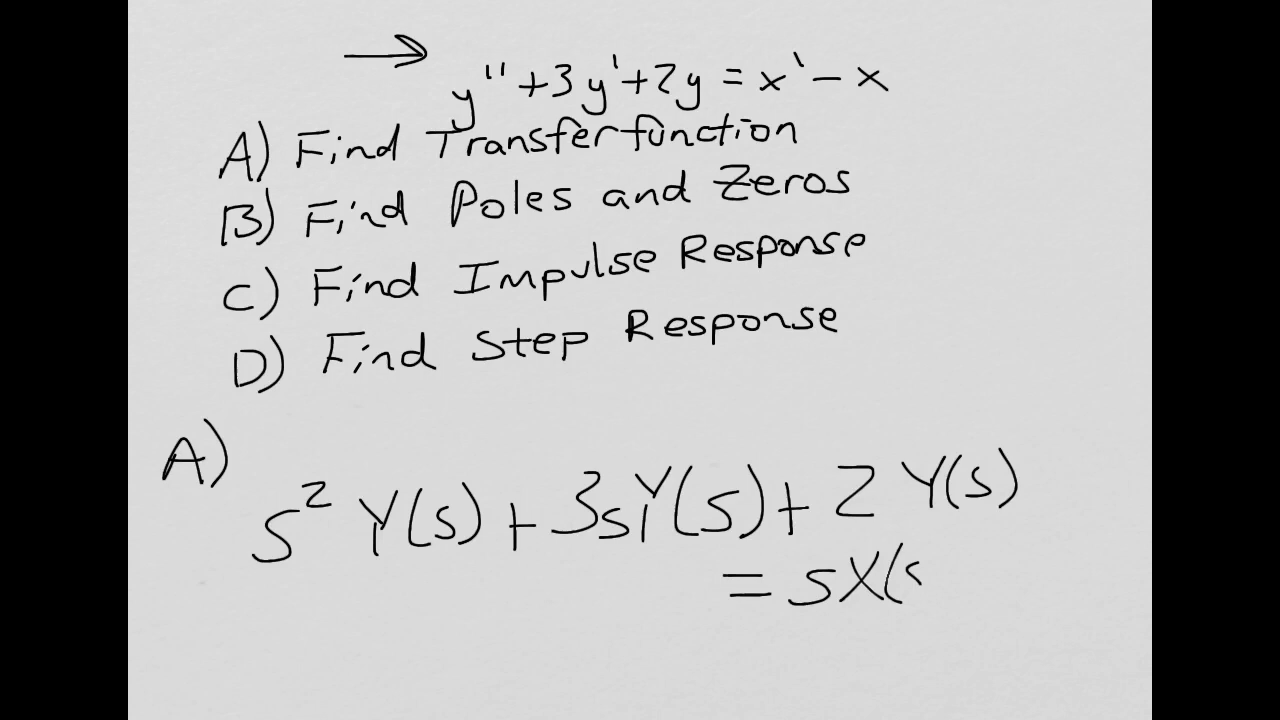 → y'' + 3y' + 2y = x' - x
A) Find Transferfunction
B) Find Poles and Zeros
C) Find Impulse Response
D) Find Step Response
A)
s² Y(s) + 3sY(s) + 2 Y(s)
= sX(s